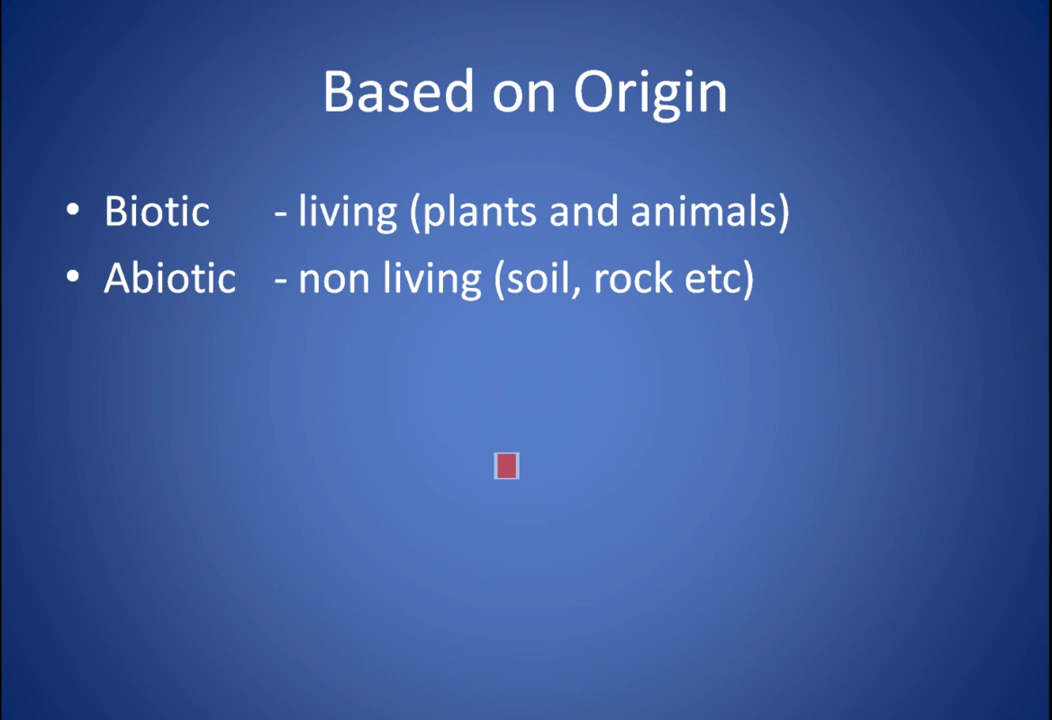 Based on Origin
• Biotic - living (plants and animals)
• Abiotic - non living (soil, rock etc)